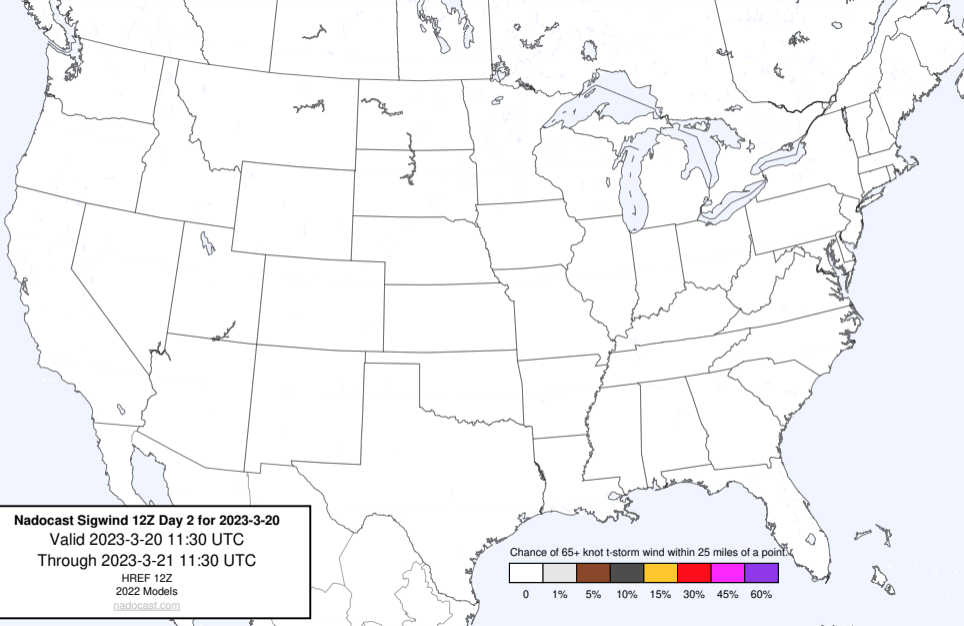 Nadocast Sigwind 12Z Day 2 for 2023-3-20
Valid 2023-3-20 11:30 UTC
Through 2023-3-21 11:30 UTC
HREF 12Z
2022 Models
nadocast.com
Chance of 65+ knot t-storm wind within 25 miles of a point.
0 1% 5% 10% 15% 30% 45% 60%